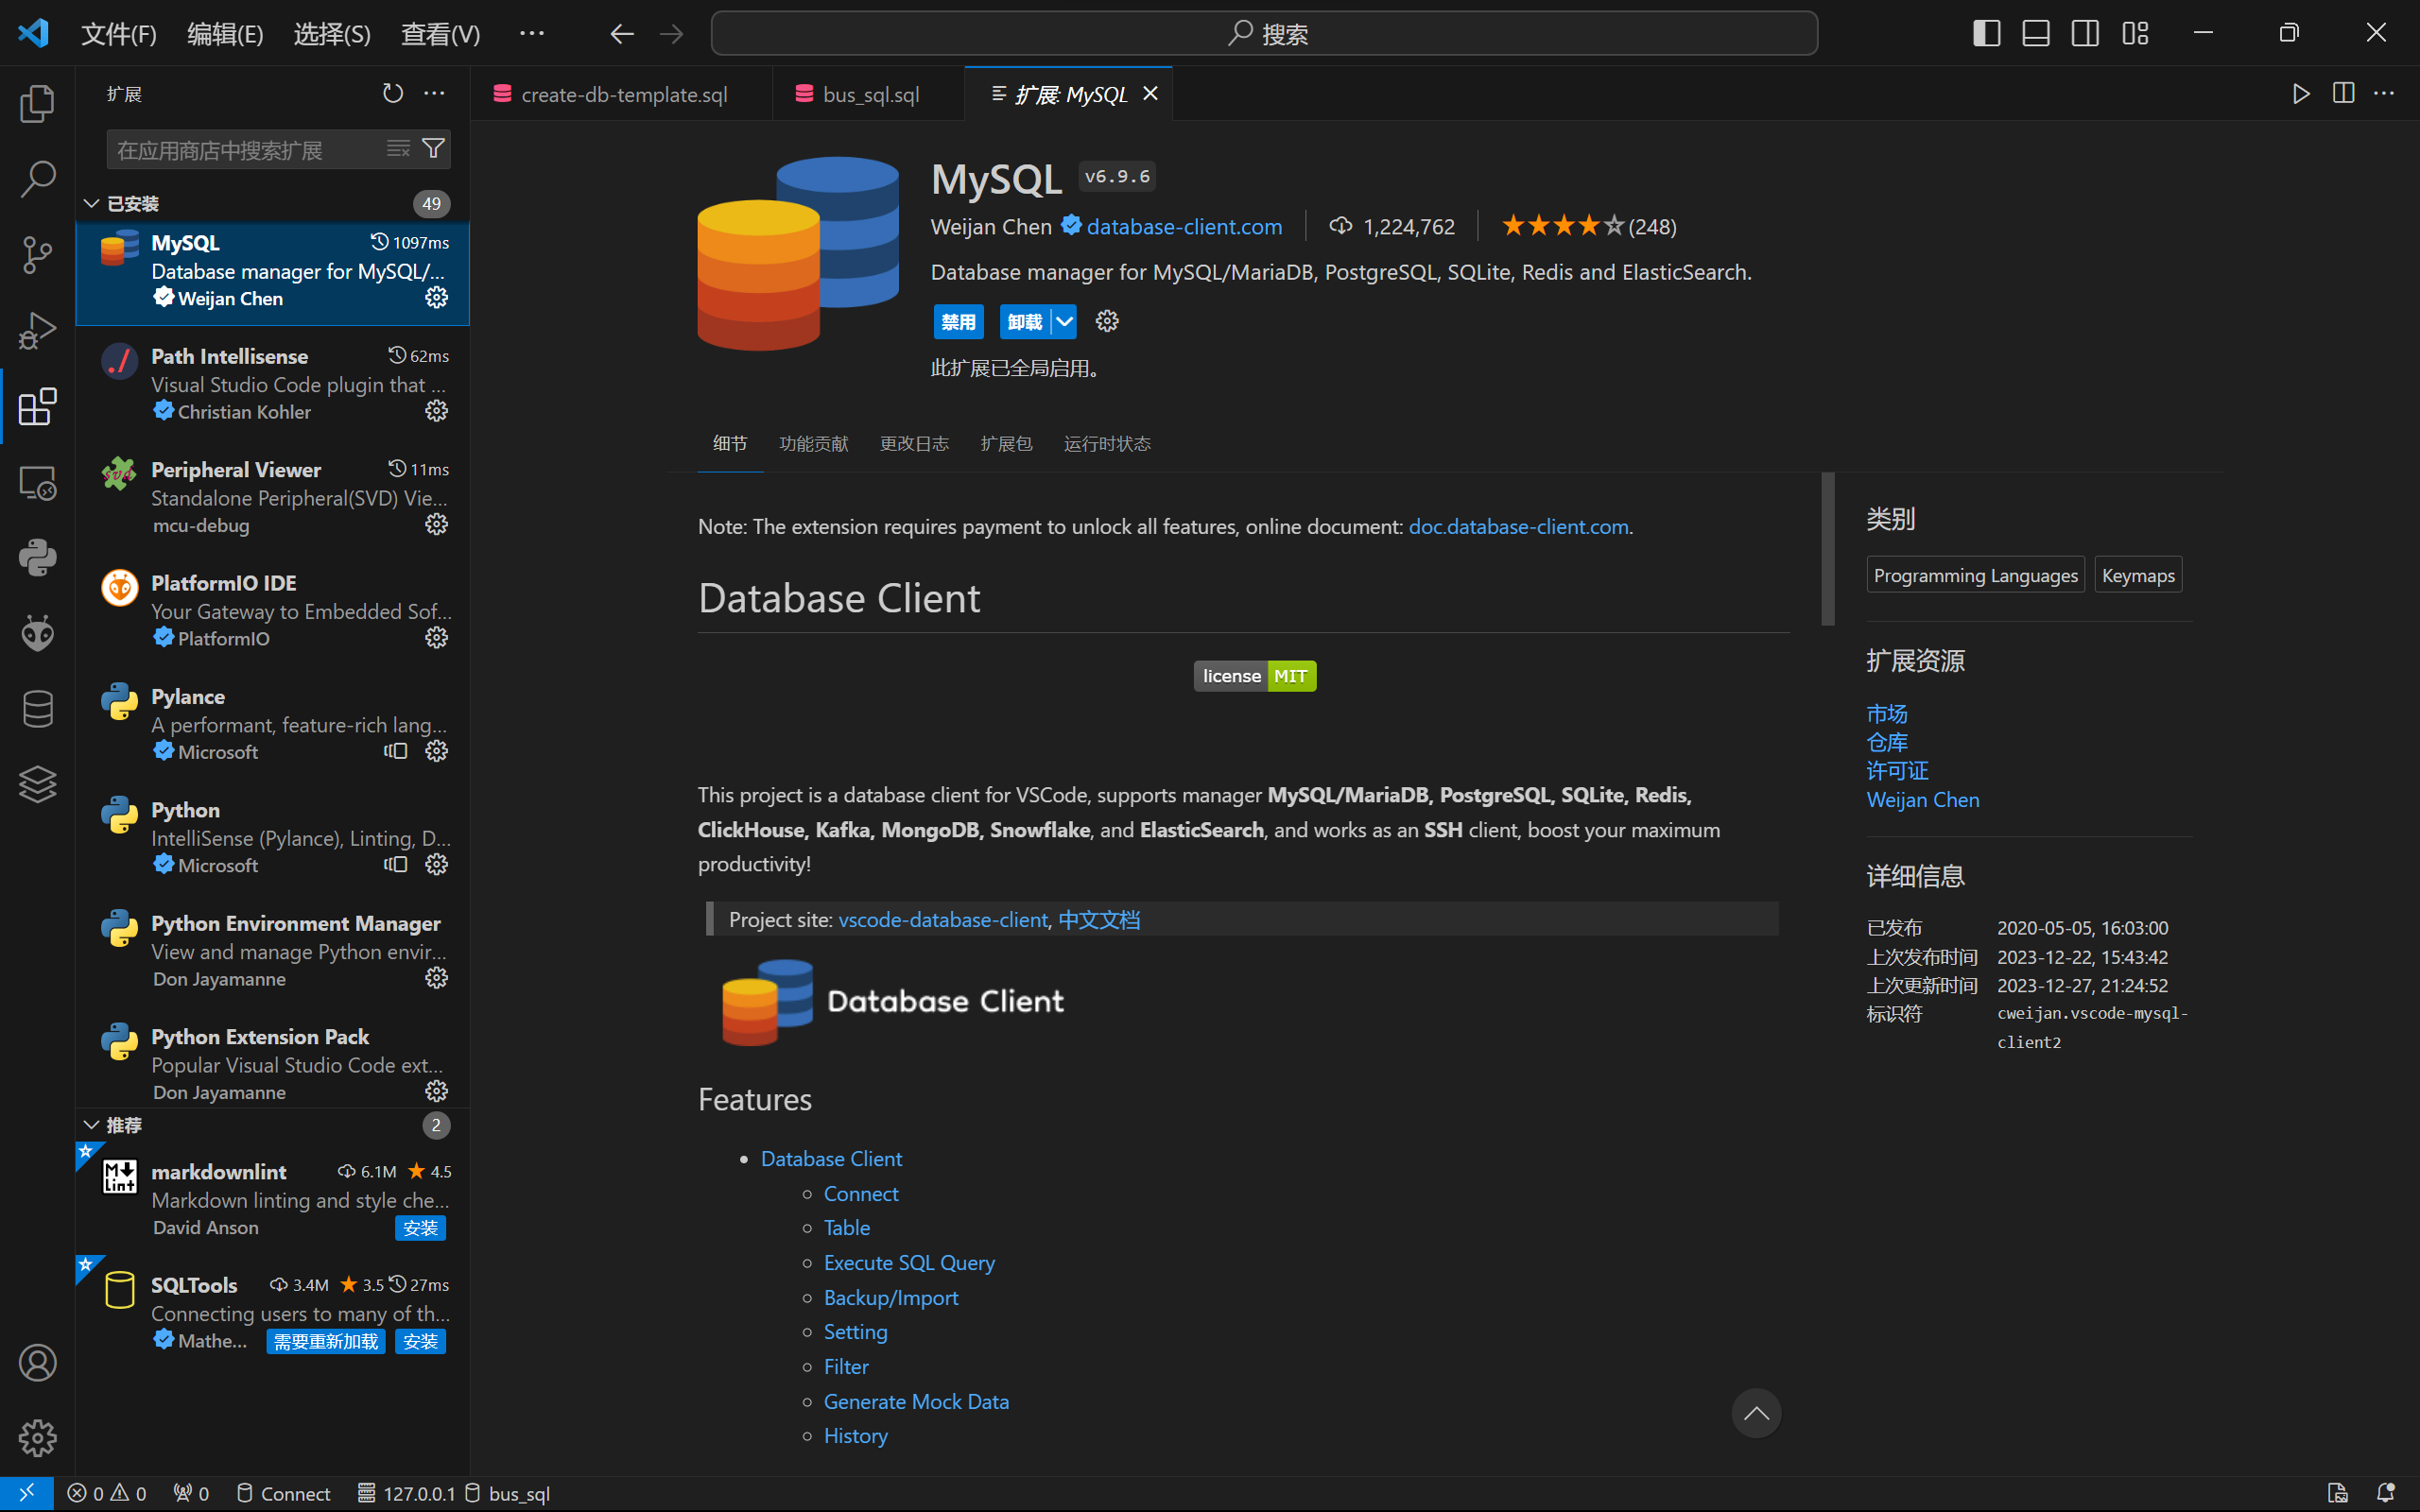 文件(F) 编辑(E) 选择(S) 查看(V) ··· 搜索
扩展
在应用商店中搜索扩展
已安装 49
MySQL 1097ms
Database manager for MySQL/...
Weijan Chen
Path Intellisense 62ms
Visual Studio Code plugin that ...
Christian Kohler
Peripheral Viewer 11ms
Standalone Peripheral(SVD) Vie...
mcu-debug
PlatformIO IDE
Your Gateway to Embedded Sof...
PlatformIO
Pylance
A performant, feature-rich lang...
Microsoft
Python
IntelliSense (Pylance), Linting, D...
Microsoft
Python Environment Manager
View and manage Python envir...
Don Jayamanne
Python Extension Pack
Popular Visual Studio Code ext...
Don Jayamanne
推荐 2
markdownlint 6.1M 4.5
Markdown linting and style che...
David Anson 安装
SQLTools 3.4M 3.5 27ms
Connecting users to many of th...
Mathe... 需要重新加载 安装
create-db-template.sql bus_sql.sql 扩展: MySQL
MySQL v6.9.6
Weijan Chen database-client.com 1,224,762 (248)
Database manager for MySQL/MariaDB, PostgreSQL, SQLite, Redis and ElasticSearch.
禁用 卸载
此扩展已全局启用。
细节 功能贡献 更改日志 扩展包 运行时状态
Note: The extension requires payment to unlock all features, online document: doc.database-client.com.
Database Client
license MIT
This project is a database client for VSCode, supports manager MySQL/MariaDB, PostgreSQL, SQLite, Redis,
ClickHouse, Kafka, MongoDB, Snowflake, and ElasticSearch, and works as an SSH client, boost your maximum
productivity!
Project site: vscode-database-client, 中文文档
Database Client
Features
Database Client
Connect
Table
Execute SQL Query
Backup/Import
Setting
Filter
Generate Mock Data
History
类别
Programming Languages Keymaps
扩展资源
市场
仓库
许可证
Weijan Chen
详细信息
已发布 2020-05-05, 16:03:00
上次发布时间 2023-12-22, 15:43:42
上次更新时间 2023-12-27, 21:24:52
标识符 cweijan.vscode-mysql-
client2
0 0 0 Connect 127.0.0.1 bus_sql